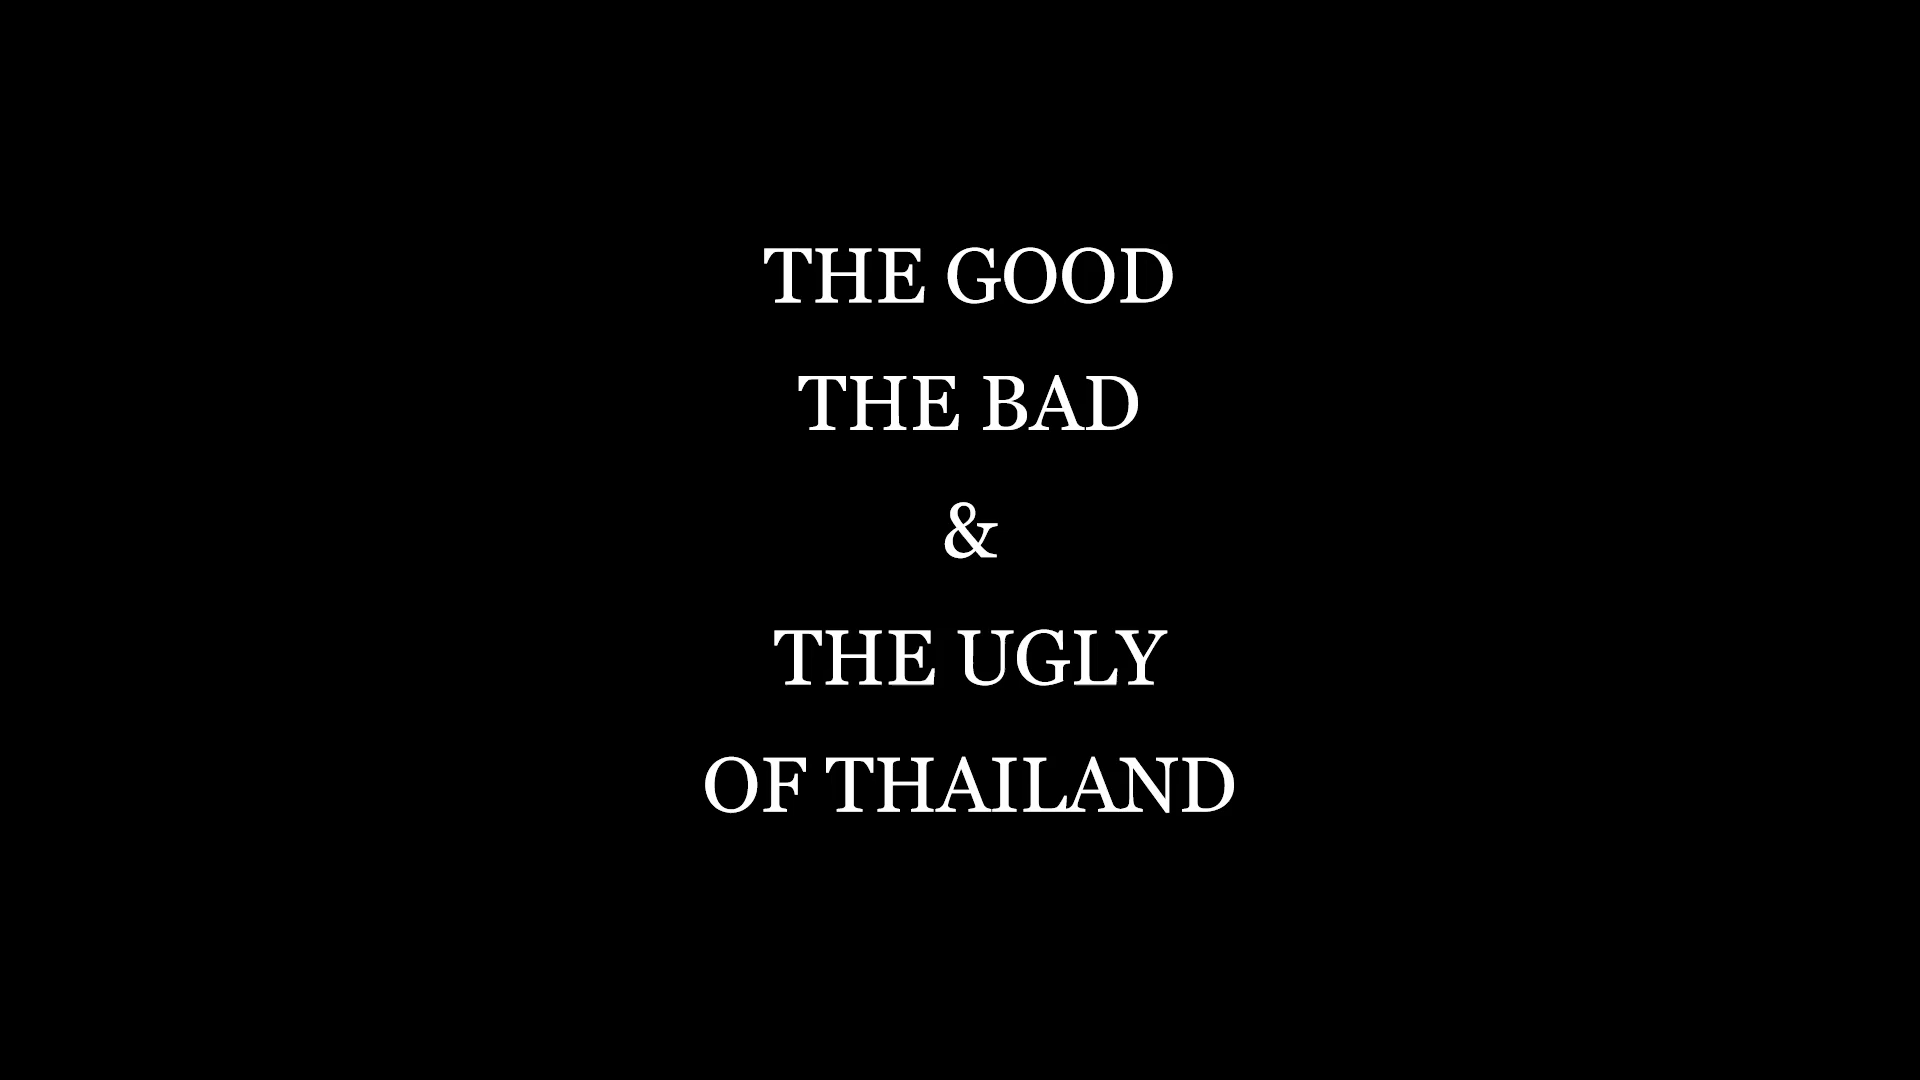 THE GOOD
THE BAD
&
THE UGLY
OF THAILAND